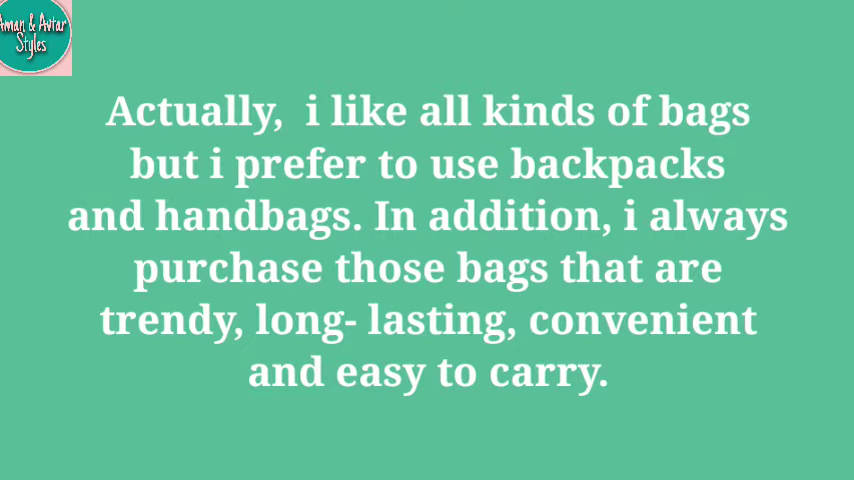 Aman & Avtar
Styles
Actually, i like all kinds of bags
but i prefer to use backpacks
and handbags. In addition, i always
purchase those bags that are
trendy, long- lasting, convenient
and easy to carry.